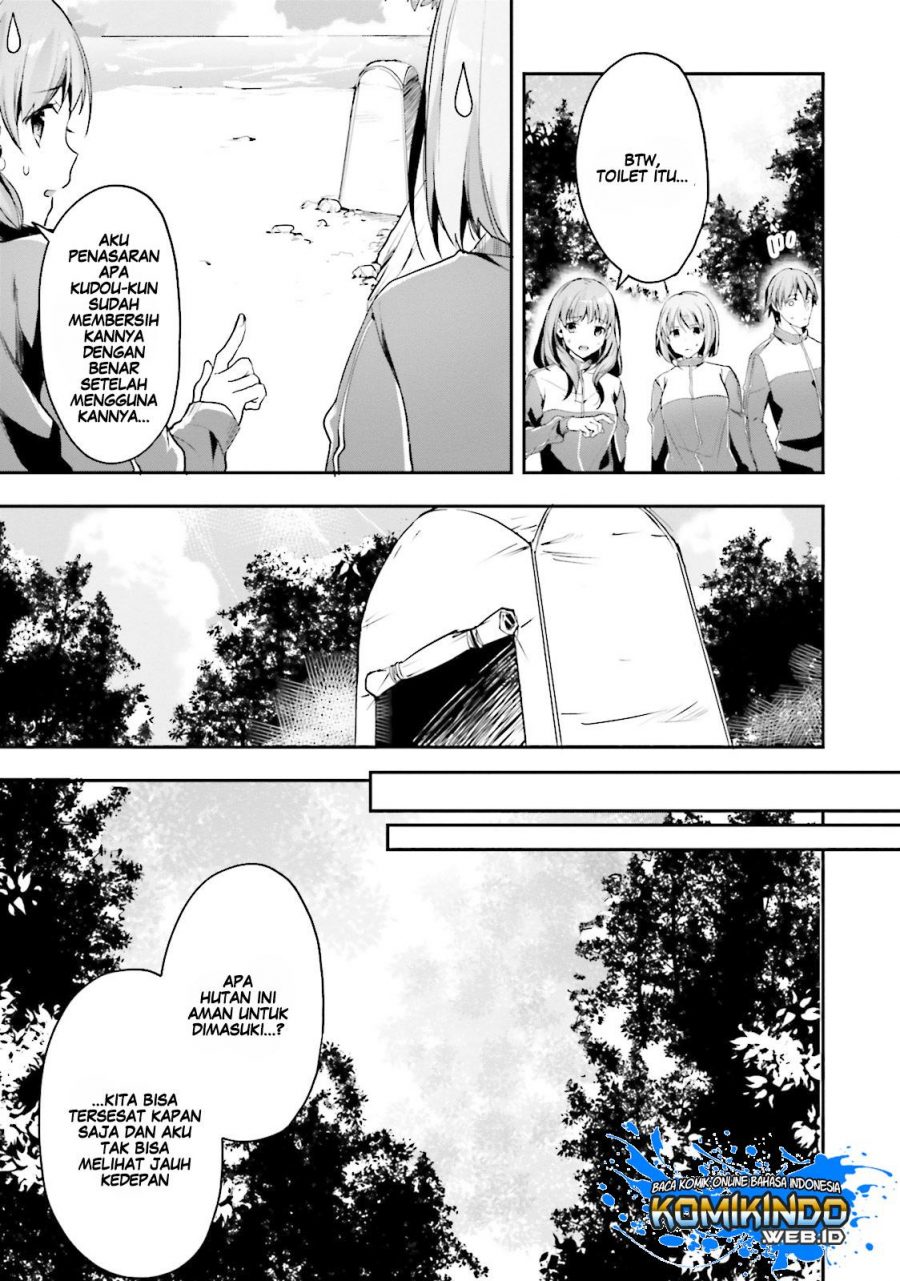 BTW,
TOILET ITU...
AKU
PENASARAN
APA
KUDOU-KUN
SUDAH
MEMBERSIH
KANNYA
DENGAN
BENAR
SETELAH
MENGGUNA
KANNYA...
APA
HUTAN INI
AMAN UNTUK
DIMASUKI...?
...KITA BISA
TERSESAT KAPAN
SAJA DAN AKU
TAK BISA
MELIHAT JAUH
KEDEPAN
BACA KOMIK ONLINE BAHASA INDONESIA
KOMIKINDO
WEB.ID